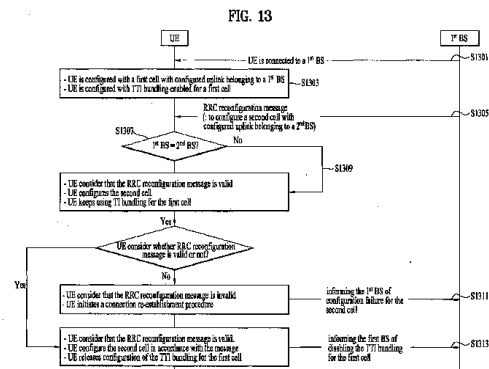 FIG. 13
UE
1st BS
UE is connected to a 1st BS
S1301
- UE is configured with a first cell with configured uplink belonging to a 1st BS
- UE is configured with TTI bundling enabled for a first cell
S1303
RRC reconfiguration message
(: to configure a second cell with
configured uplink belonging to a 2nd BS)
S1305
S1307
1st BS = 2nd BS?
No
S1309
- UE consider that the RRC reconfiguration message is valid
- UE configures the second cell.
- UE keeps using TI bundling for the first cell
Yes
UE consider whether RRC reconfiguration
message is valid or not?
Yes
No
- UE consider that the RRC reconfiguration message is invalid
- UE initiates a connection re-establishment procedure
informing the 1st BS of
configuration failure for the
second cell
S1311
- UE consider that the RRC reconfiguration message is valid.
- UE configure the second cell in accordance with the message
- UE releases configuration of the TTI bundling for the first cell
informing the first BS of
disabling the TTI bundling
for the first cell
S1313